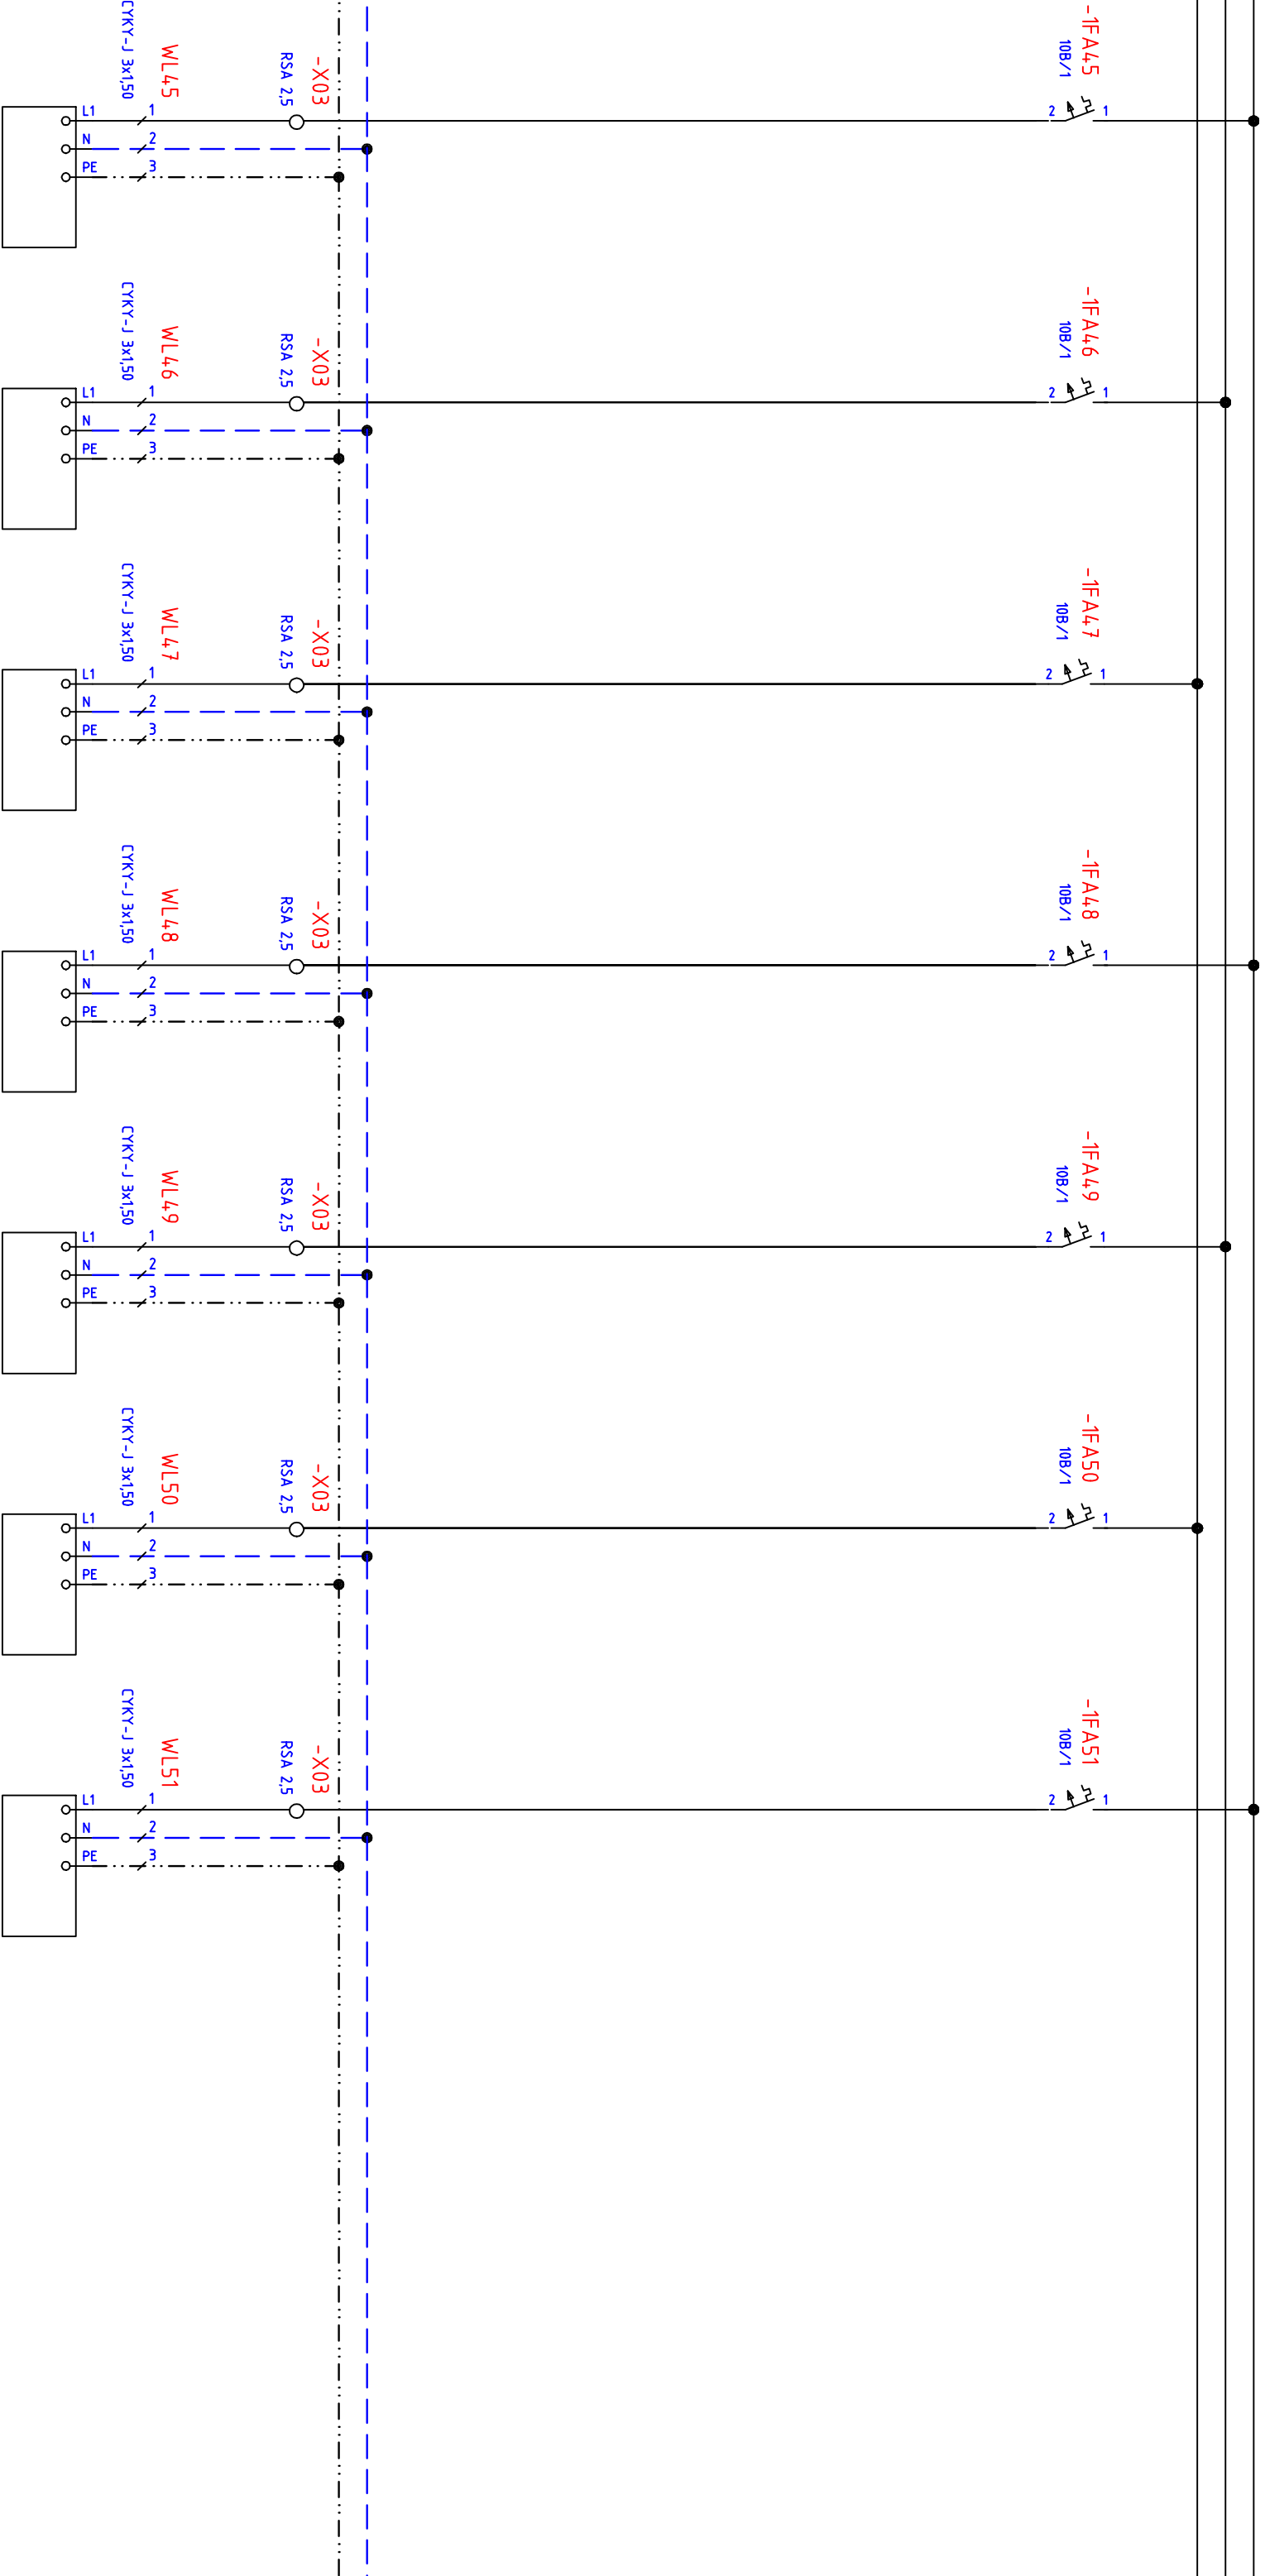 -1FA45
10B/1
2
1
-X03
RSA 2,5
WL45
CYKY-J 3x1,50
L1
1
N
2
PE
3
-1FA46
10B/1
2
1
-X03
RSA 2,5
WL46
CYKY-J 3x1,50
L1
1
N
2
PE
3
-1FA47
10B/1
2
1
-X03
RSA 2,5
WL47
CYKY-J 3x1,50
L1
1
N
2
PE
3
-1FA48
10B/1
2
1
-X03
RSA 2,5
WL48
CYKY-J 3x1,50
L1
1
N
2
PE
3
-1FA49
10B/1
2
1
-X03
RSA 2,5
WL49
CYKY-J 3x1,50
L1
1
N
2
PE
3
-1FA50
10B/1
2
1
-X03
RSA 2,5
WL50
CYKY-J 3x1,50
L1
1
N
2
PE
3
-1FA51
10B/1
2
1
-X03
RSA 2,5
WL51
CYKY-J 3x1,50
L1
1
N
2
PE
3